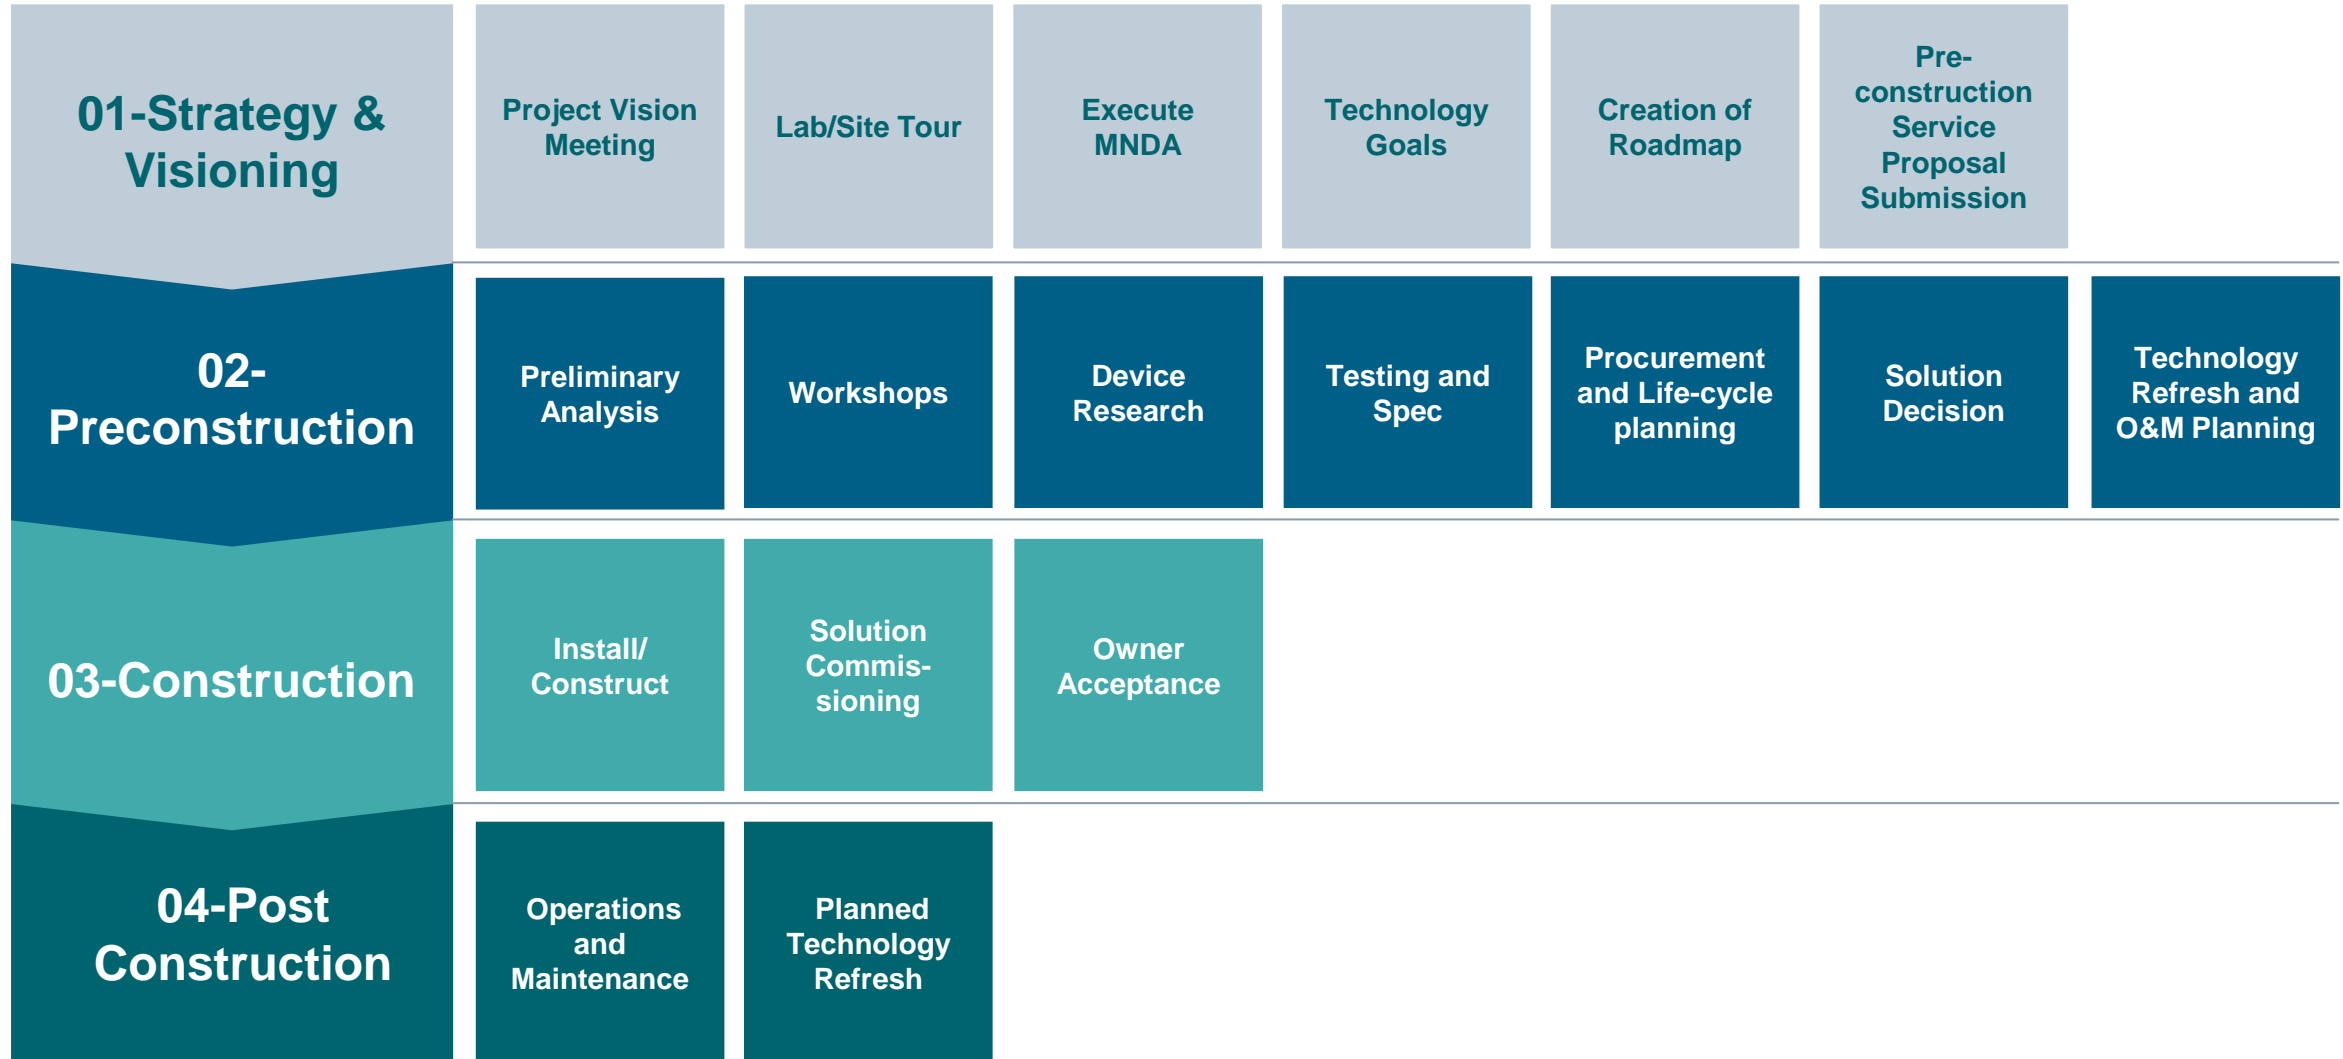 01-Strategy &
Visioning
Project Vision
Meeting
Lab/Site Tour
Execute
MNDA
Technology
Goals
Creation of
Roadmap
Pre-
construction
Service
Proposal
Submission
02-
Preconstruction
Preliminary
Analysis
Workshops
Device
Research
Testing and
Spec
Procurement
and Life-cycle
planning
Solution
Decision
Technology
Refresh and
O&M Planning
03-Construction
Install/
Construct
Solution
Commis-
sioning
Owner
Acceptance
04-Post
Construction
Operations
and
Maintenance
Planned
Technology
Refresh